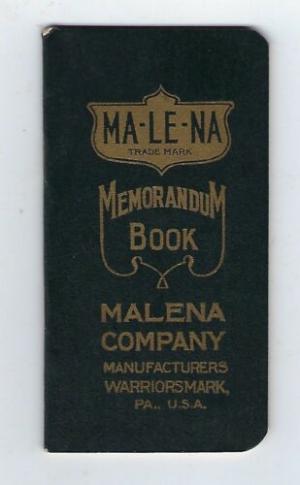 MA-LE-NA
TRADE MARK
MEMORANDUM
BOOK
MALENA
COMPANY
MANUFACTURERS
WARRIORSMARK,
PA., U.S.A.